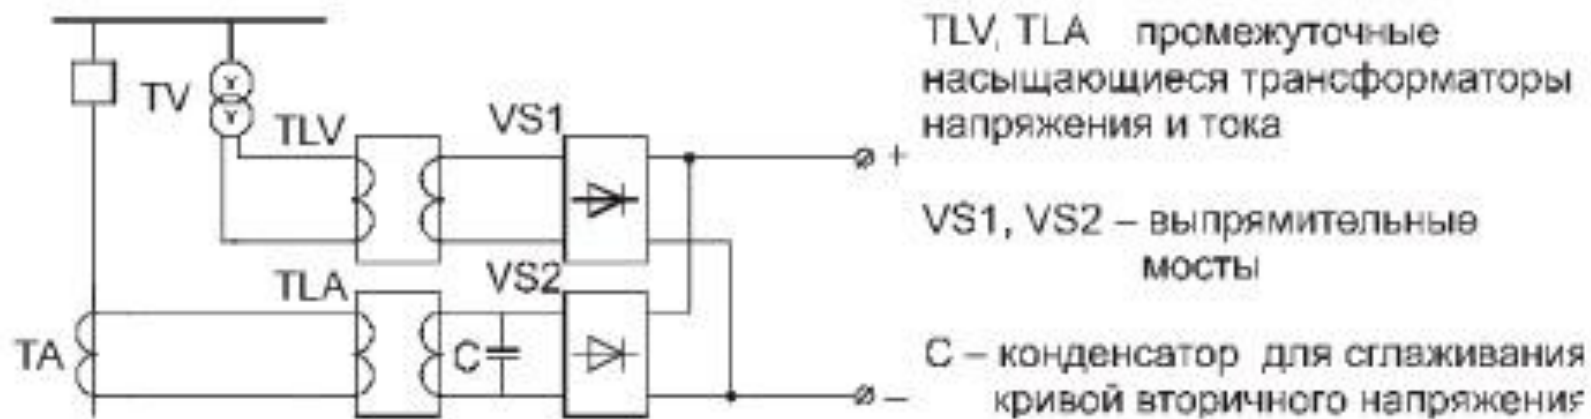 TLV, TLA промежуточные
насыщающиеся трансформаторы
напряжения и тока
TV
Y
Y
TLV
VS1
+
VS1, VS2 – выпрямительные
мосты
TLA
VS2
TA
C
–
C – конденсатор для сглаживания
кривой вторичного напряжения